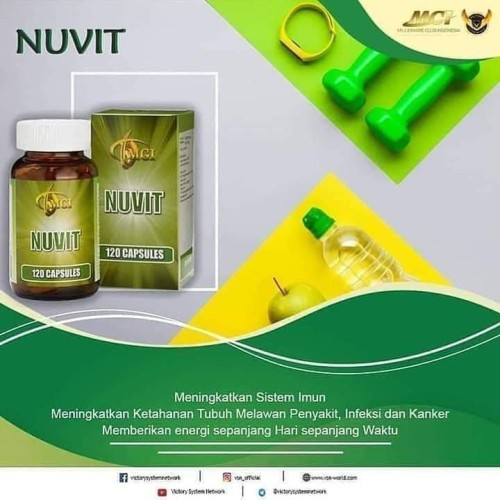 NUVIT
MCI
MILLIONAIRE CLUB INDONESIA
MGI
NUVIT
120 CAPSULES
MGI
NUVIT
120 CAPSULES
Meningkatkan Sistem Imun
Meningkatkan Ketahanan Tubuh Melawan Penyakit, Infeksi dan Kanker
Memberikan energi sepanjang Hari sepanjang Waktu
victorysystemnetwork
vsn_official
www.vsn-world.com
Victory System Network
@victorysystemnetwork